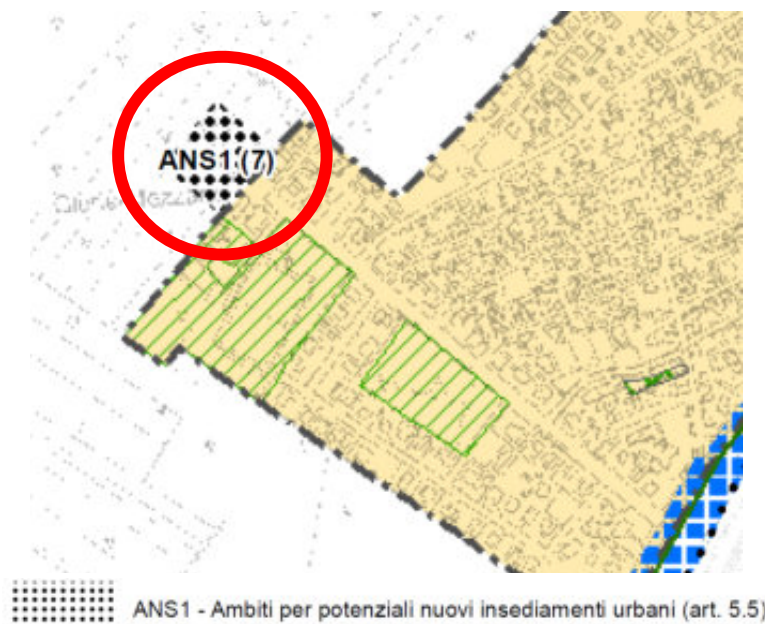 ANS1 (7)
ANS1 - Ambiti per potenziali nuovi insediamenti urbani (art. 5.5)